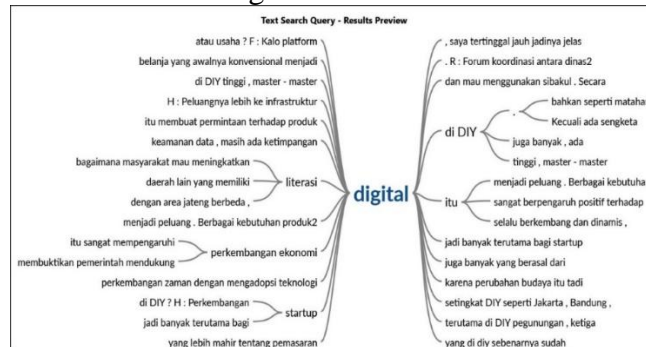 Text Search Query - Results Preview
atau usaha ? F : Kalo platform
belanja yang awalnya konvensional menjadi
di DIY tinggi , master - master
H : Peluangnya lebih ke infrastruktur
itu membuat permintaan terhadap produk
keamanan data , masih ada ketimpangan
bagaimana masyarakat mau meningkatkan
daerah lain yang memiliki
dengan area jateng berbeda ,
literasi
menjadi peluang . Berbagai kebutuhan produk2
itu sangat mempengaruhi
membuktikan pemerintah mendukung
perkembangan ekonomi
perkembangan zaman dengan mengadopsi teknologi
di DIY ? H : Perkembangan
jadi banyak terutama bagi
startup
yang lebih mahir tentang pemasaran
digital
, saya tertinggal jauh jadinya jelas
. R : Forum koordinasi antara dinas2
dan mau menggunakan sibakul . Secara
di DIY
.
bahkan seperti matahar
Kecuali ada sengketa
juga banyak , ada
tinggi , master - master
itu
menjadi peluang . Berbagai kebutuha
sangat berpengaruh positif terhadap
selalu berkembang dan dinamis ,
jadi banyak terutama bagi startup
juga banyak yang berasal dari
karena perubahan budaya itu tadi
setingkat DIY seperti Jakarta , Bandung ,
terutama di DIY pegunungan , ketiga
yang di diy sebenarnya sudah